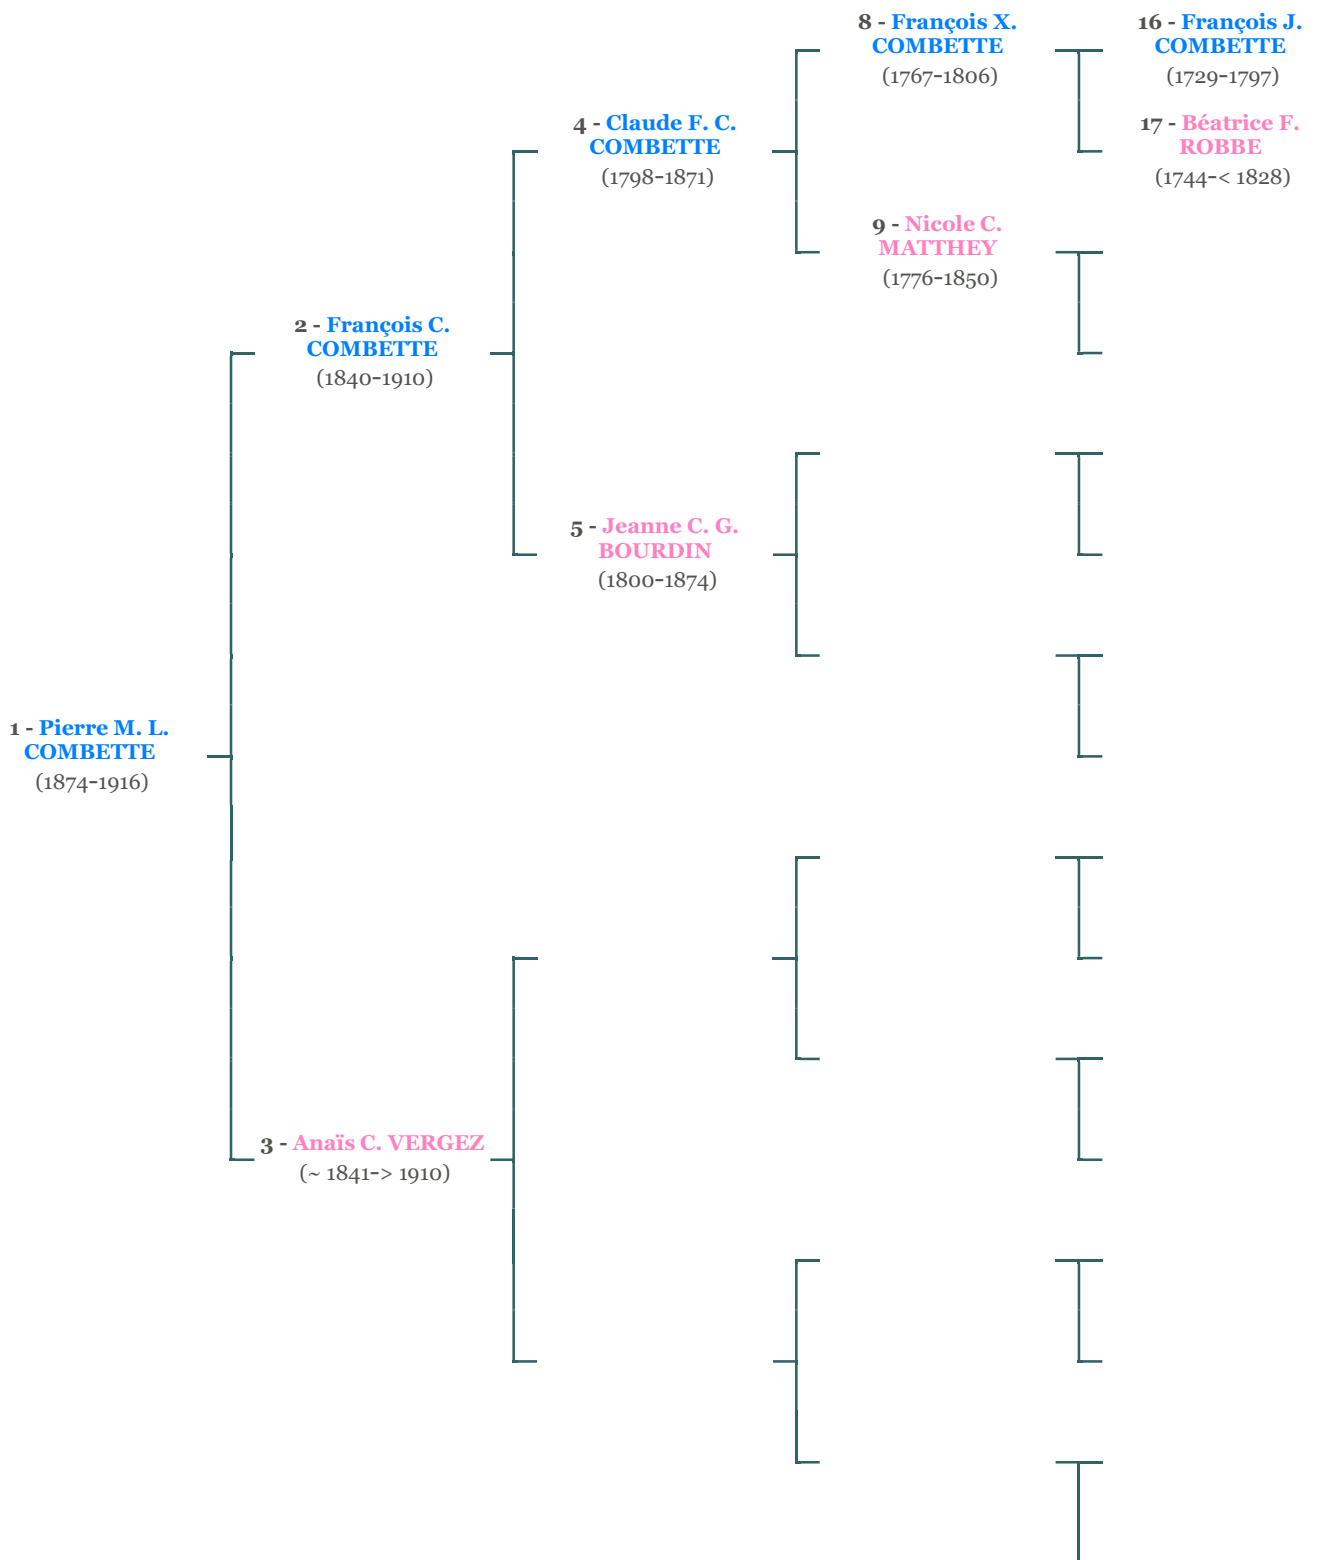 8 - François X.
COMBETTE
(1767-1806)
16 - François J.
COMBETTE
(1729-1797)
4 - Claude F. C.
COMBETTE
(1798-1871)
17 - Béatrice F.
ROBBE
(1744-< 1828)
9 - Nicole C.
MATTHEY
(1776-1850)
2 - François C.
COMBETTE
(1840-1910)
5 - Jeanne C. G.
BOURDIN
(1800-1874)
1 - Pierre M. L.
COMBETTE
(1874-1916)
3 - Anaïs C. VERGEZ
(~ 1841-> 1910)